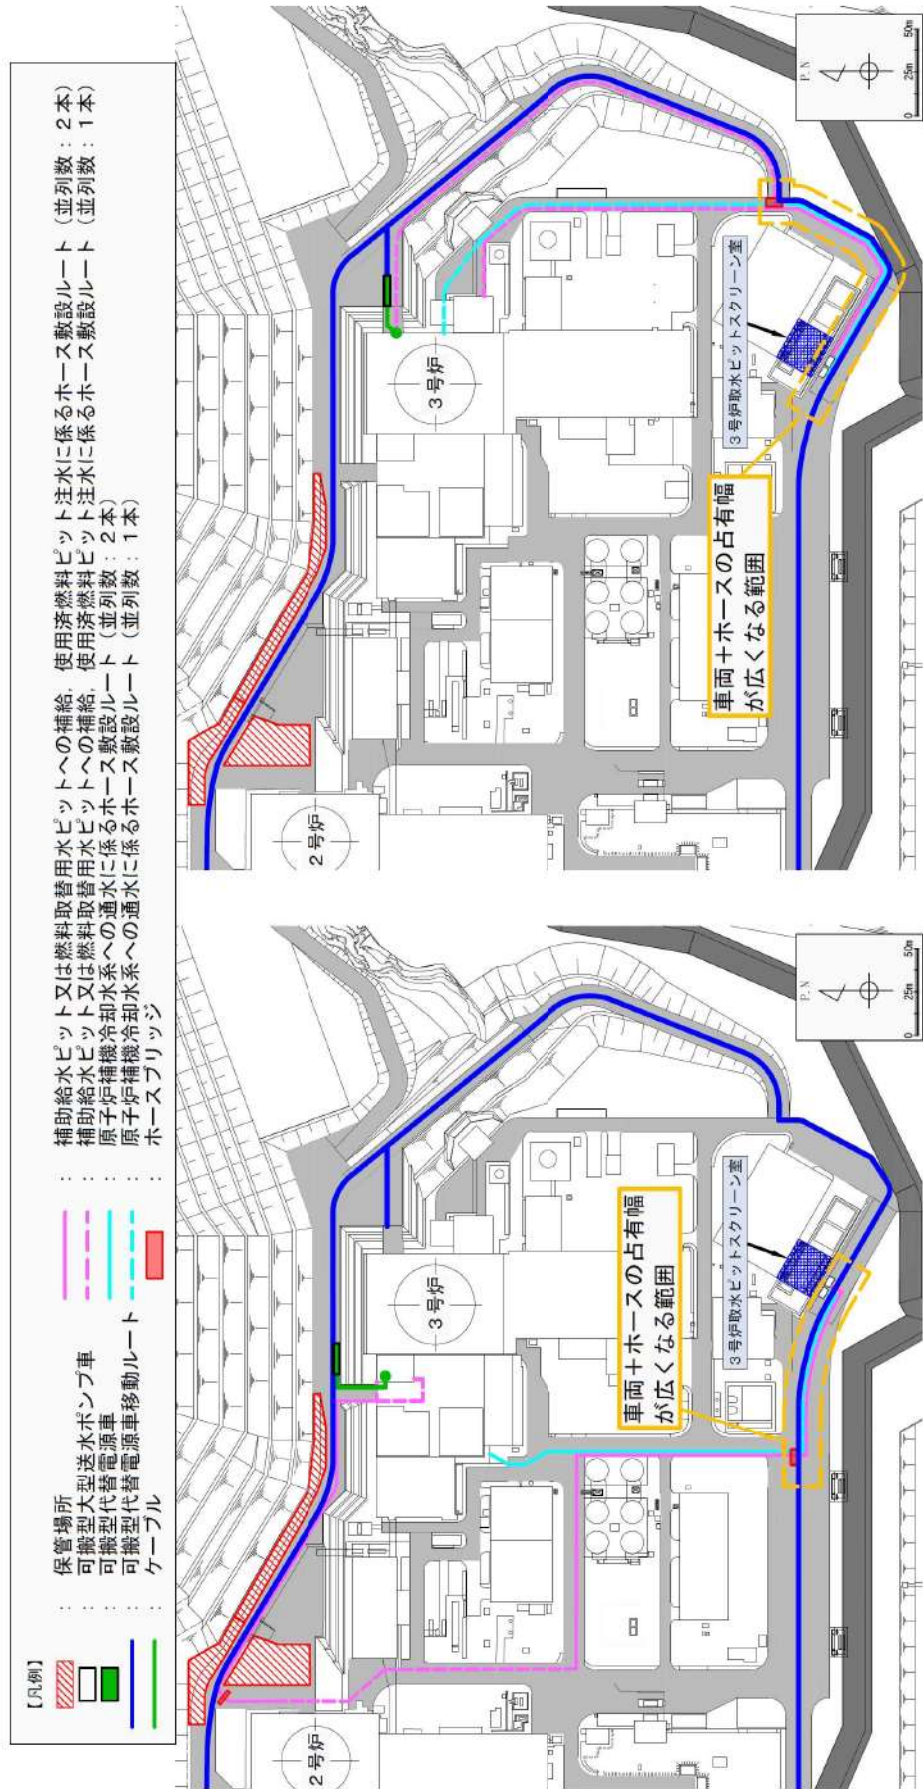 【凡例】
： 保管場所
： 可搬型大型送水ポンプ車
： 可搬型代替電源車
： 可搬型代替電源車移動ルート
： ケーブル
： 補助給水ピット又は燃料取替用水ピットへの補給，使用済燃料ピット注水に係るホース敷設ルート（並列数：２本）
： 補助給水ピット又は燃料取替用水ピットへの補給，使用済燃料ピット注水に係るホース敷設ルート（並列数：１本）
： 原子炉補機冷却水系への通水に係るホース敷設ルート（並列数：２本）
： 原子炉補機冷却水系への通水に係るホース敷設ルート（並列数：１本）
： ホースブリッジ
２号炉
３号炉
車両＋ホースの占有幅
が広くなる範囲
３号炉取水ピットスクリーン室
P.N
0 25m 50m
２号炉
３号炉
車両＋ホースの占有幅
が広くなる範囲
３号炉取水ピットスクリーン室
P.N
0 25m 50m